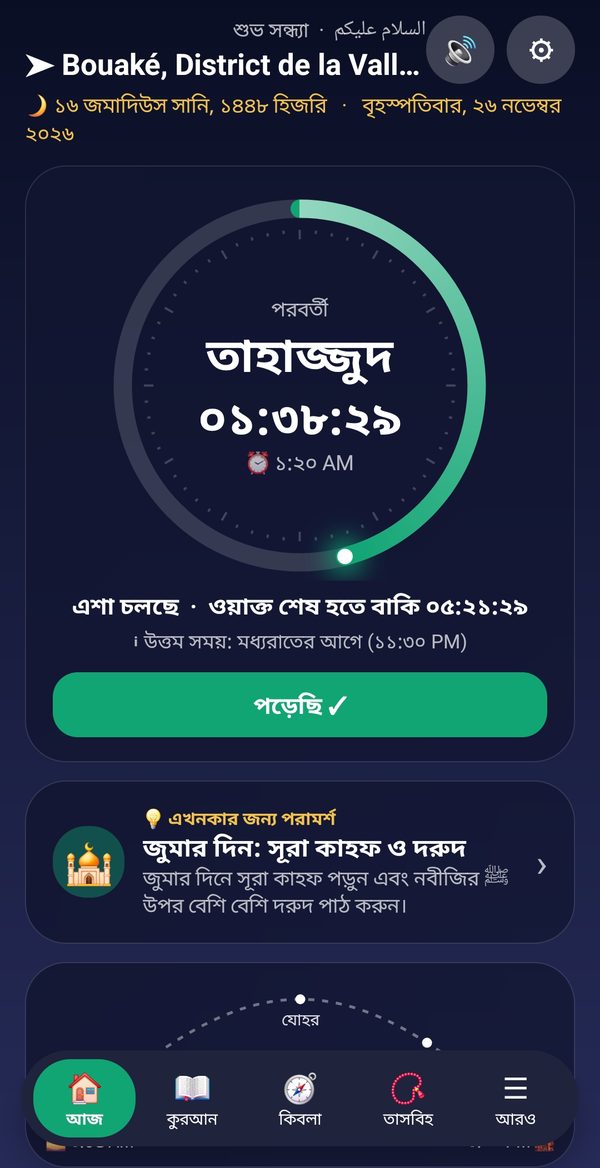 শুভ সন্ধ্যা · السلام عليكم
Bouaké, District de la Vall…
১৬ জমাদিউস সানি, ১৪৪৮ হিজরি · বৃহস্পতিবার, ২৬ নভেম্বর
২০২৬
পরবর্তী
তাহাজ্জুদ
০১:৩৮:২৯
১:২০ AM
এশা চলছে · ওয়াক্ত শেষ হতে বাকি ০৫:২১:২৯
উত্তম সময়: মধ্যরাতের আগে (১১:৩০ PM)
পড়েছি ✓
এখনকার জন্য পরামর্শ
জুমার দিন: সূরা কাহফ ও দরুদ
জুমার দিনে সূরা কাহফ পড়ুন এবং নবীজির ﷺ
উপর বেশি বেশি দরুদ পাঠ করুন।
যোহর
আজ
কুরআন
কিবলা
তাসবিহ
আরও